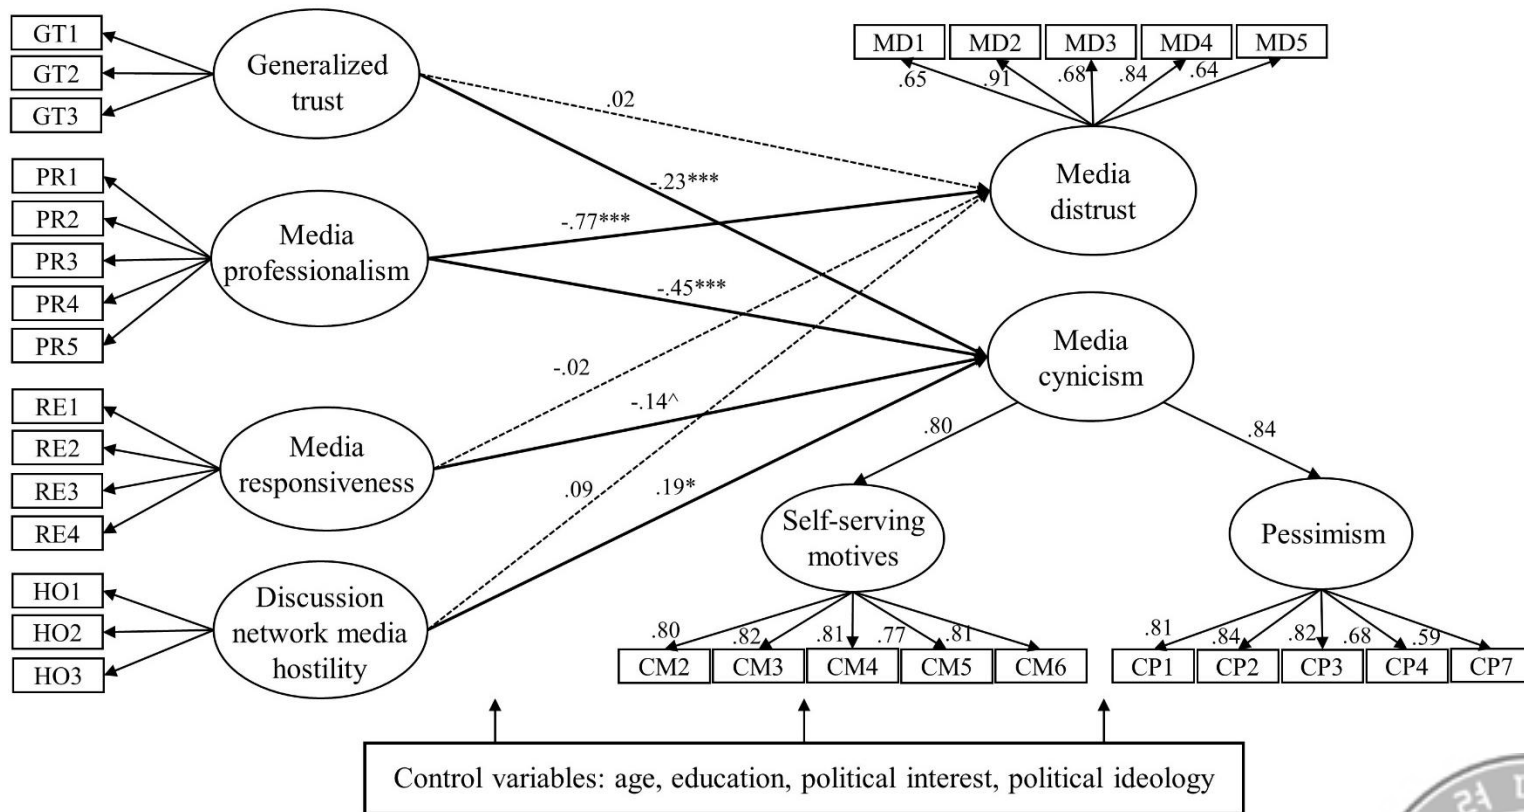 GT1
GT2
GT3
Generalized
trust
PR1
PR2
PR3
PR4
PR5
Media
professionalism
RE1
RE2
RE3
RE4
Media
responsiveness
HO1
HO2
HO3
Discussion
network media
hostility
.02
-.23***
-.77***
-.45***
-.02
-.14^
.09
.19*
MD1
MD2
MD3
MD4
MD5
.65
.91
.68
.84
.64
Media
distrust
Media
cynicism
.80
.84
Self-serving
motives
Pessimism
.80
.82
.81
.77
.81
CM2
CM3
CM4
CM5
CM6
.81
.84
.82
.68
.59
CP1
CP2
CP3
CP4
CP7
Control variables: age, education, political interest, political ideology